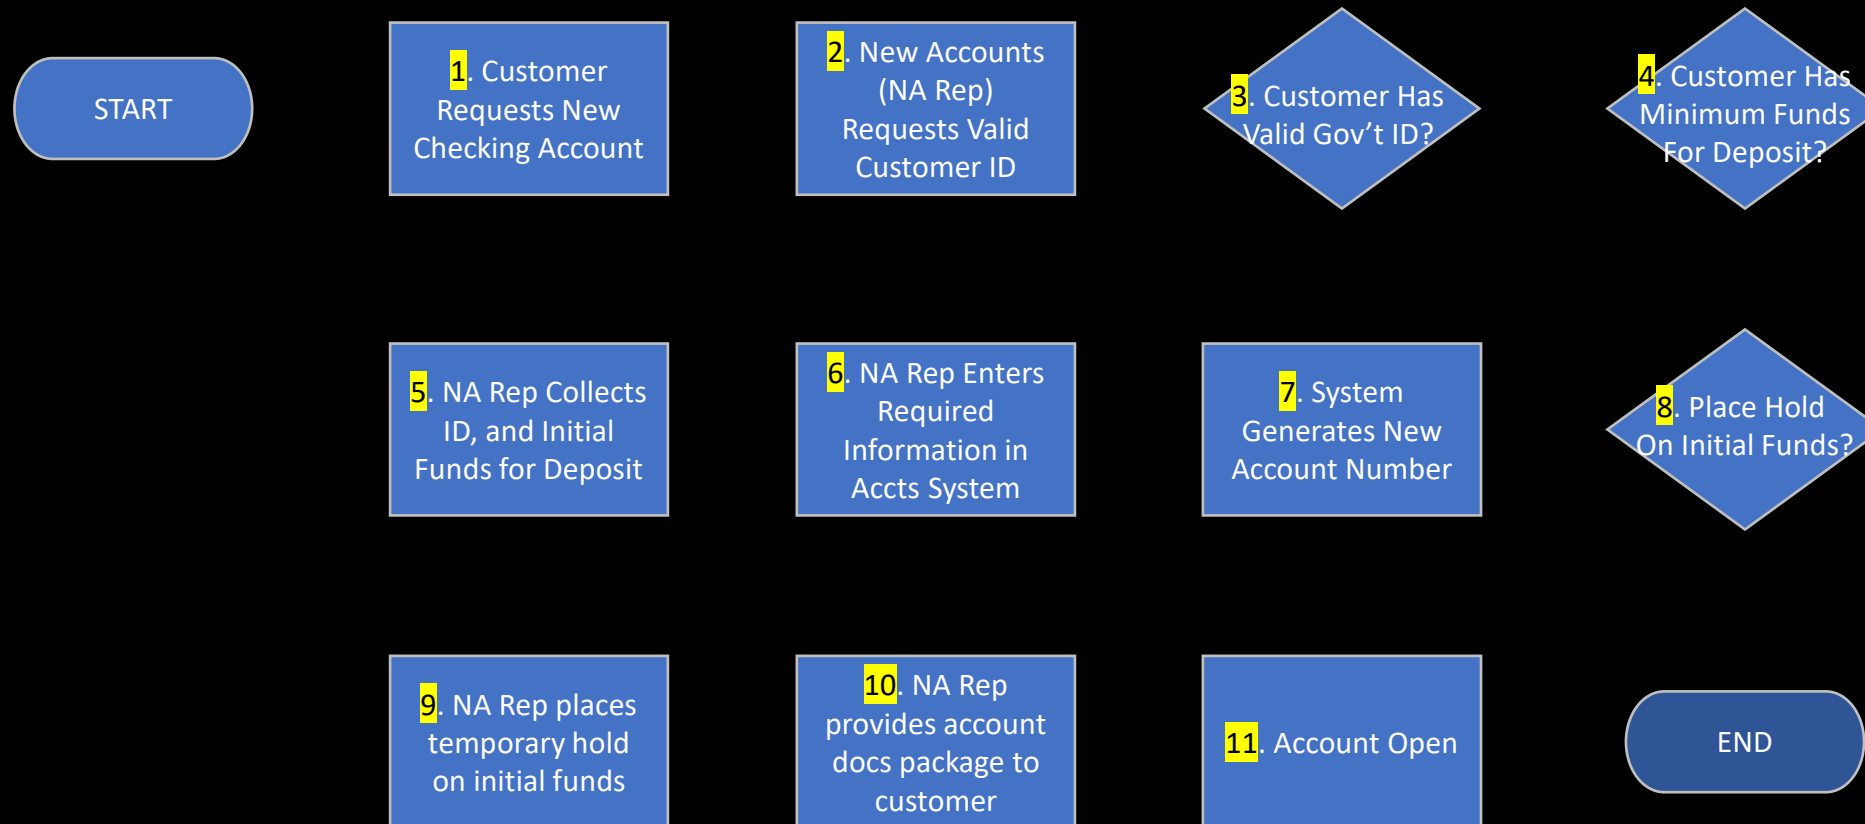 START
1. Customer
Requests New
Checking Account
2. New Accounts
(NA Rep)
Requests Valid
Customer ID
3. Customer Has
Valid Gov’t ID?
4. Customer Has
Minimum Funds
For Deposit?
5. NA Rep Collects
ID, and Initial
Funds for Deposit
6. NA Rep Enters
Required
Information in
Accts System
7. System
Generates New
Account Number
8. Place Hold
On Initial Funds?
9. NA Rep places
temporary hold
on initial funds
10. NA Rep
provides account
docs package to
customer
11. Account Open
END